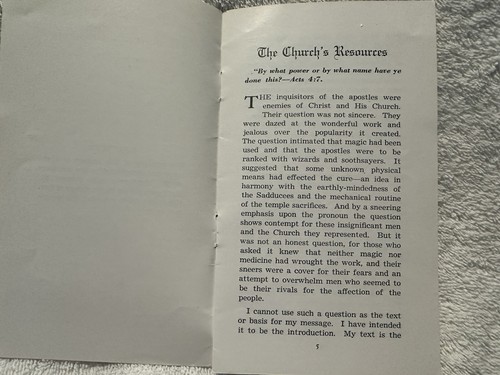 The Church's Resources
"By what power or by what name have ye
done this?—Acts 4:7.
THE inquisitors of the apostles were
enemies of Christ and His Church.
Their question was not sincere. They
were dazed at the wonderful work and
jealous over the popularity it created.
The question intimated that magic had been
used and that the apostles were to be
ranked with wizards and soothsayers. It
suggested that some unknown physical
means had effected the cure—an idea in
harmony with the earthly-mindedness of
the Sadducees and the mechanical routine
of the temple sacrifices. And by a sneering
emphasis upon the pronoun the question
shows contempt for these insignificant men
and the Church they represented. But it
was not an honest question, for those who
asked it knew that neither magic nor
medicine had wrought the work, and their
sneers were a cover for their fears and an
attempt to overwhelm men who seemed to
be their rivals for the affection of the
people.
I cannot use such a question as the text
or basis for my message. I have intended
it to be the introduction. My text is the
5